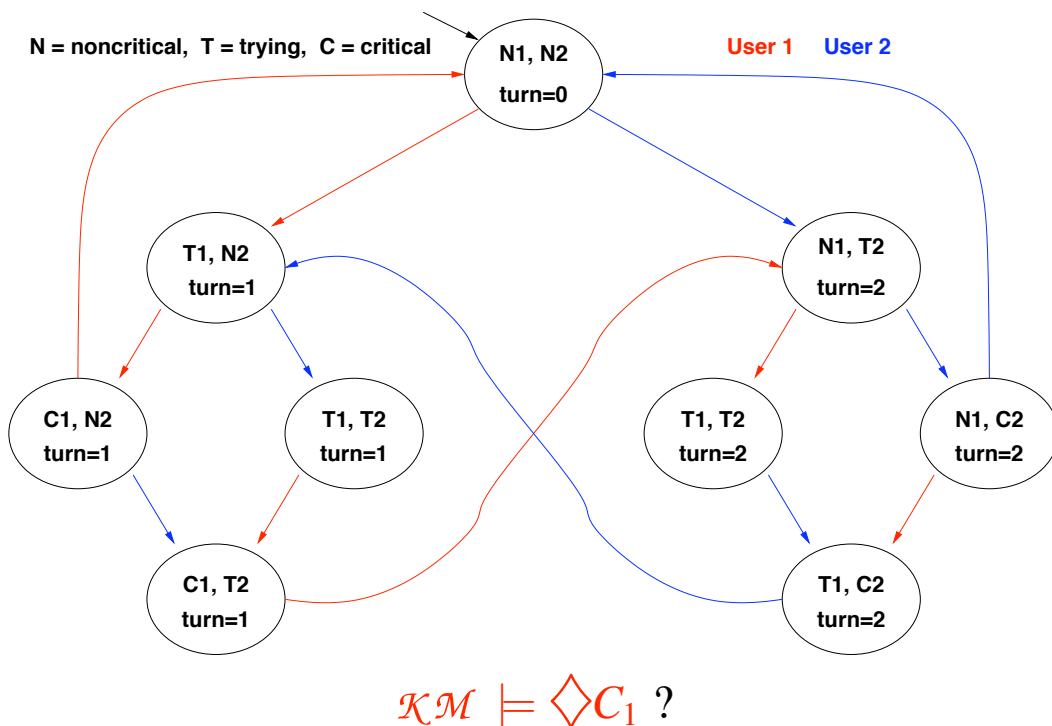 N = noncritical, T = trying, C = critical
User 1 User 2
N1, N2
turn=0
T1, N2
turn=1
N1, T2
turn=2
C1, N2
turn=1
T1, T2
turn=1
T1, T2
turn=2
N1, C2
turn=2
C1, T2
turn=1
T1, C2
turn=2
𝒦ℳ ⊨ ◇C₁ ?